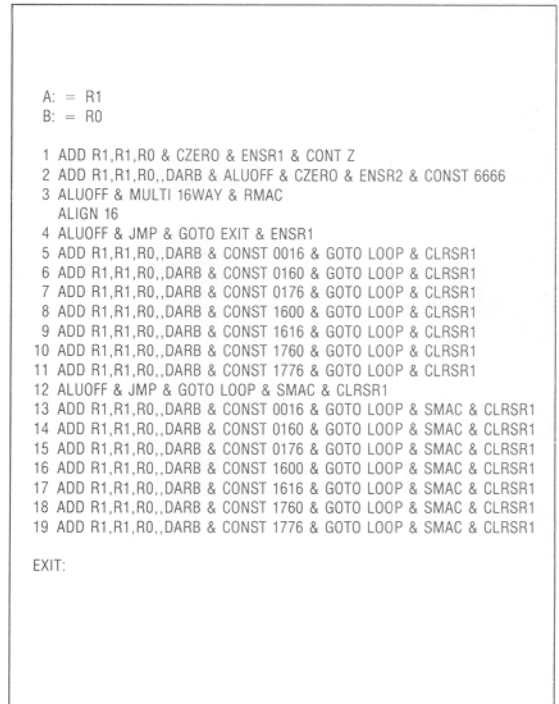 A: = R1
B: = R0
1 ADD R1,R1,R0 & CZERO & ENSR1 & CONT Z
2 ADD R1,R1,R0,,DARB & ALUOFF & CZERO & ENSR2 & CONST 6666
3 ALUOFF & MULTI 16WAY & RMAC
ALIGN 16
4 ALUOFF & JMP & GOTO EXIT & ENSR1
5 ADD R1,R1,R0,,DARB & CONST 0016 & GOTO LOOP & CLRSR1
6 ADD R1,R1,R0,,DARB & CONST 0160 & GOTO LOOP & CLRSR1
7 ADD R1,R1,R0,,DARB & CONST 0176 & GOTO LOOP & CLRSR1
8 ADD R1,R1,R0,,DARB & CONST 1600 & GOTO LOOP & CLRSR1
9 ADD R1,R1,R0,,DARB & CONST 1616 & GOTO LOOP & CLRSR1
10 ADD R1,R1,R0,,DARB & CONST 1760 & GOTO LOOP & CLRSR1
11 ADD R1,R1,R0,,DARB & CONST 1776 & GOTO LOOP & CLRSR1
12 ALUOFF & JMP & GOTO LOOP & SMAC & CLRSR1
13 ADD R1,R1,R0,,DARB & CONST 0016 & GOTO LOOP & SMAC & CLRSR1
14 ADD R1,R1,R0,,DARB & CONST 0160 & GOTO LOOP & SMAC & CLRSR1
15 ADD R1,R1,R0,,DARB & CONST 0176 & GOTO LOOP & SMAC & CLRSR1
16 ADD R1,R1,R0,,DARB & CONST 1600 & GOTO LOOP & SMAC & CLRSR1
17 ADD R1,R1,R0,,DARB & CONST 1616 & GOTO LOOP & SMAC & CLRSR1
18 ADD R1,R1,R0,,DARB & CONST 1760 & GOTO LOOP & SMAC & CLRSR1
19 ADD R1,R1,R0,,DARB & CONST 1776 & GOTO LOOP & SMAC & CLRSR1
EXIT: